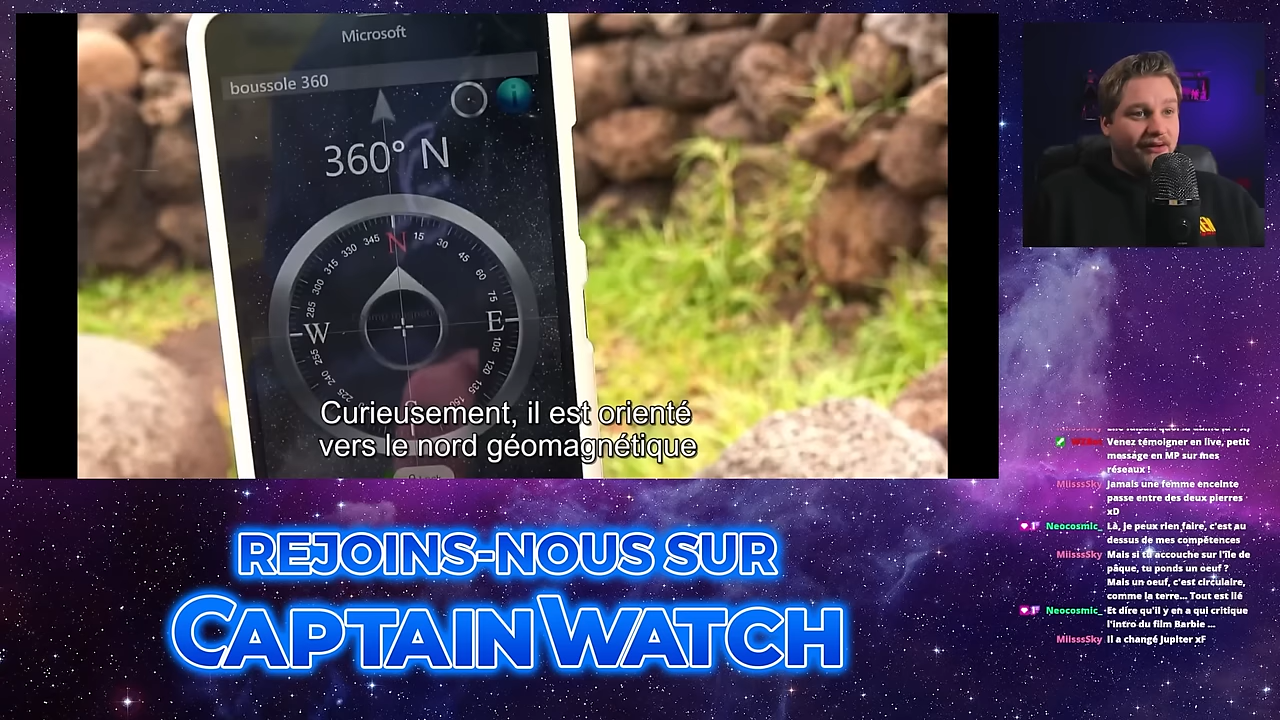 Microsoft
boussole 360
360° N
345 N 15
330 30
315 45
300 60
285 75
W E
255 105
240 120
225 135
Curieusement, il est orienté
vers le nord géomagnétique
REJOINS-NOUS SUR
CAPTAINWATCH
Venez témoigner en live, petit
message en MP sur mes
réseaux !
MiisssSky Jamais une femme enceinte
passe entre des deux pierres
xD
Neocosmic_ Là, je peux rien faire, c'est au
dessus de mes compétences
MiisssSky Mais si tu accouche sur l'île de
pâque, tu ponds un oeuf ?
Mais un oeuf, c'est circulaire,
comme la terre... Tout est lié
Neocosmic_ Et dire qu'il y en a qui critique
l'intro du film Barbie ...
MiisssSky Il a changé Jupiter xF